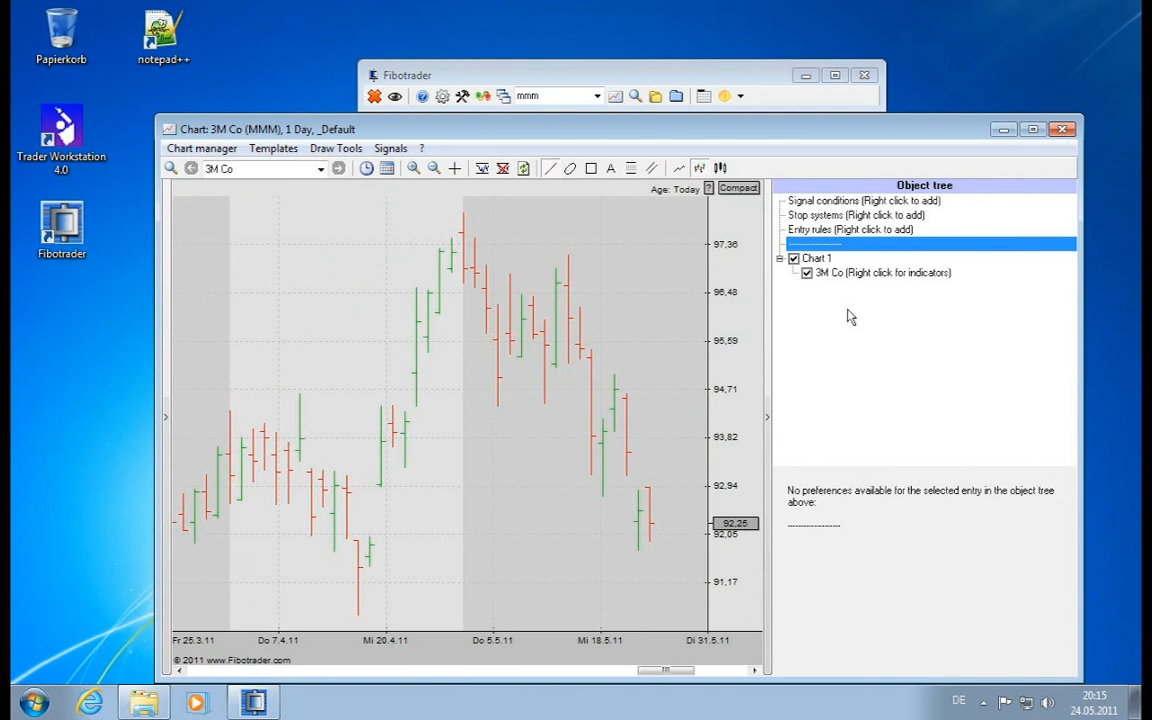 Papierkorb
notepad++
Trader Workstation
4.0
Fibotrader
Fibotrader
mmm
Chart: 3M Co (MMM), 1 Day, _Default
Chart manager Templates Draw Tools Signals ?
3M Co
A
Age: Today ? Compact
97,36
96,48
95,59
94,71
93,82
92,94
92,25
92,05
91,17
Fr 25.3.11 Do 7.4.11 Mi 20.4.11 Do 5.5.11 Mi 18.5.11 Di 31.5.11
© 2011 www.Fibotrader.com
Object tree
Signal conditions (Right click to add)
Stop systems (Right click to add)
Entry rules (Right click to add)
--------------------
Chart 1
3M Co (Right click for indicators)
No preferences available for the selected entry in the object tree
above:
--------------------
DE
20:15
24.05.2011